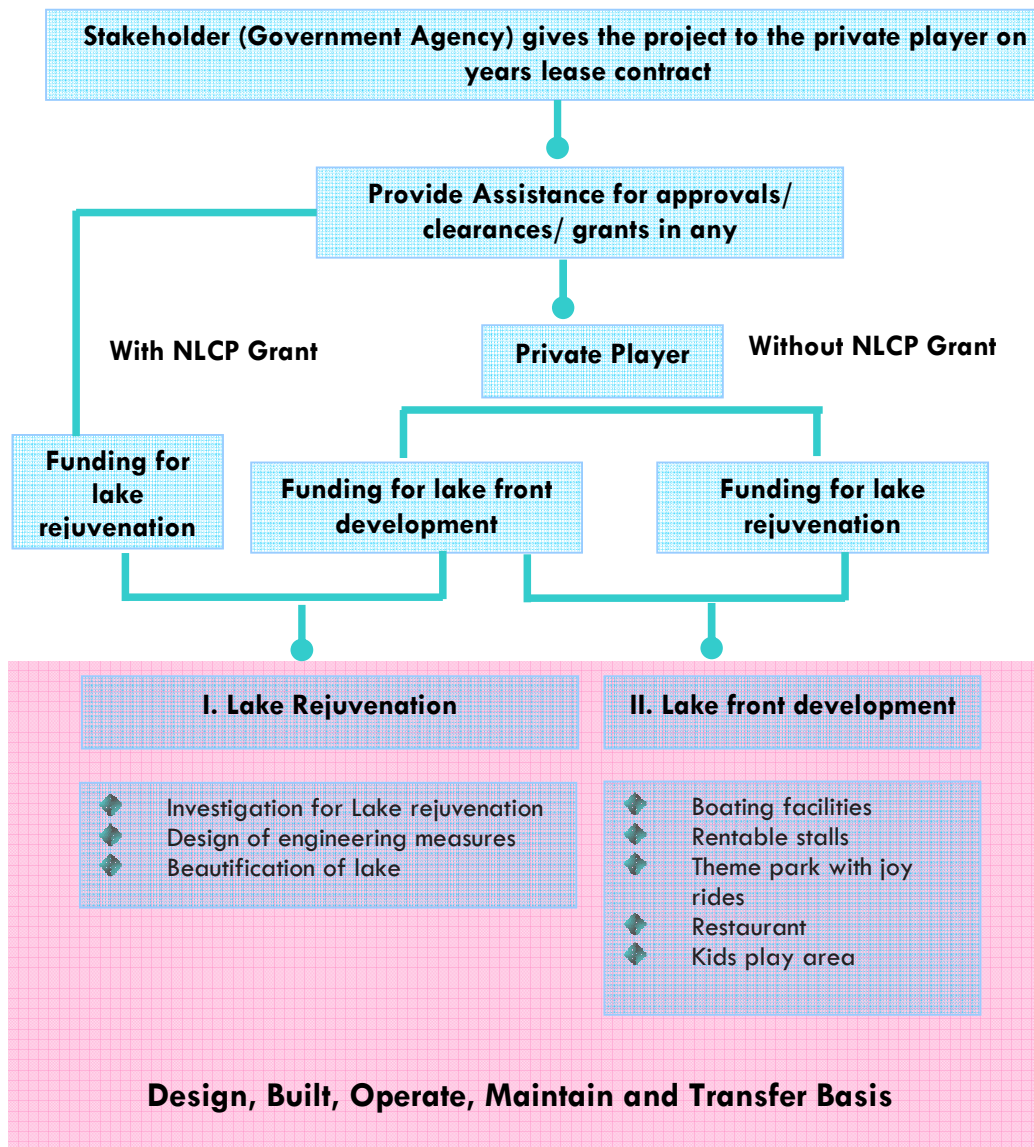 Stakeholder (Government Agency) gives the project to the private player on
years lease contract
Provide Assistance for approvals/
clearances/ grants in any
With NLCP Grant
Private Player
Without NLCP Grant
Funding for
lake
rejuvenation
Funding for lake front
development
Funding for lake
rejuvenation
I. Lake Rejuvenation
II. Lake front development
Investigation for Lake rejuvenation
Design of engineering measures
Beautification of lake
Boating facilities
Rentable stalls
Theme park with joy
rides
Restaurant
Kids play area
Design, Built, Operate, Maintain and Transfer Basis